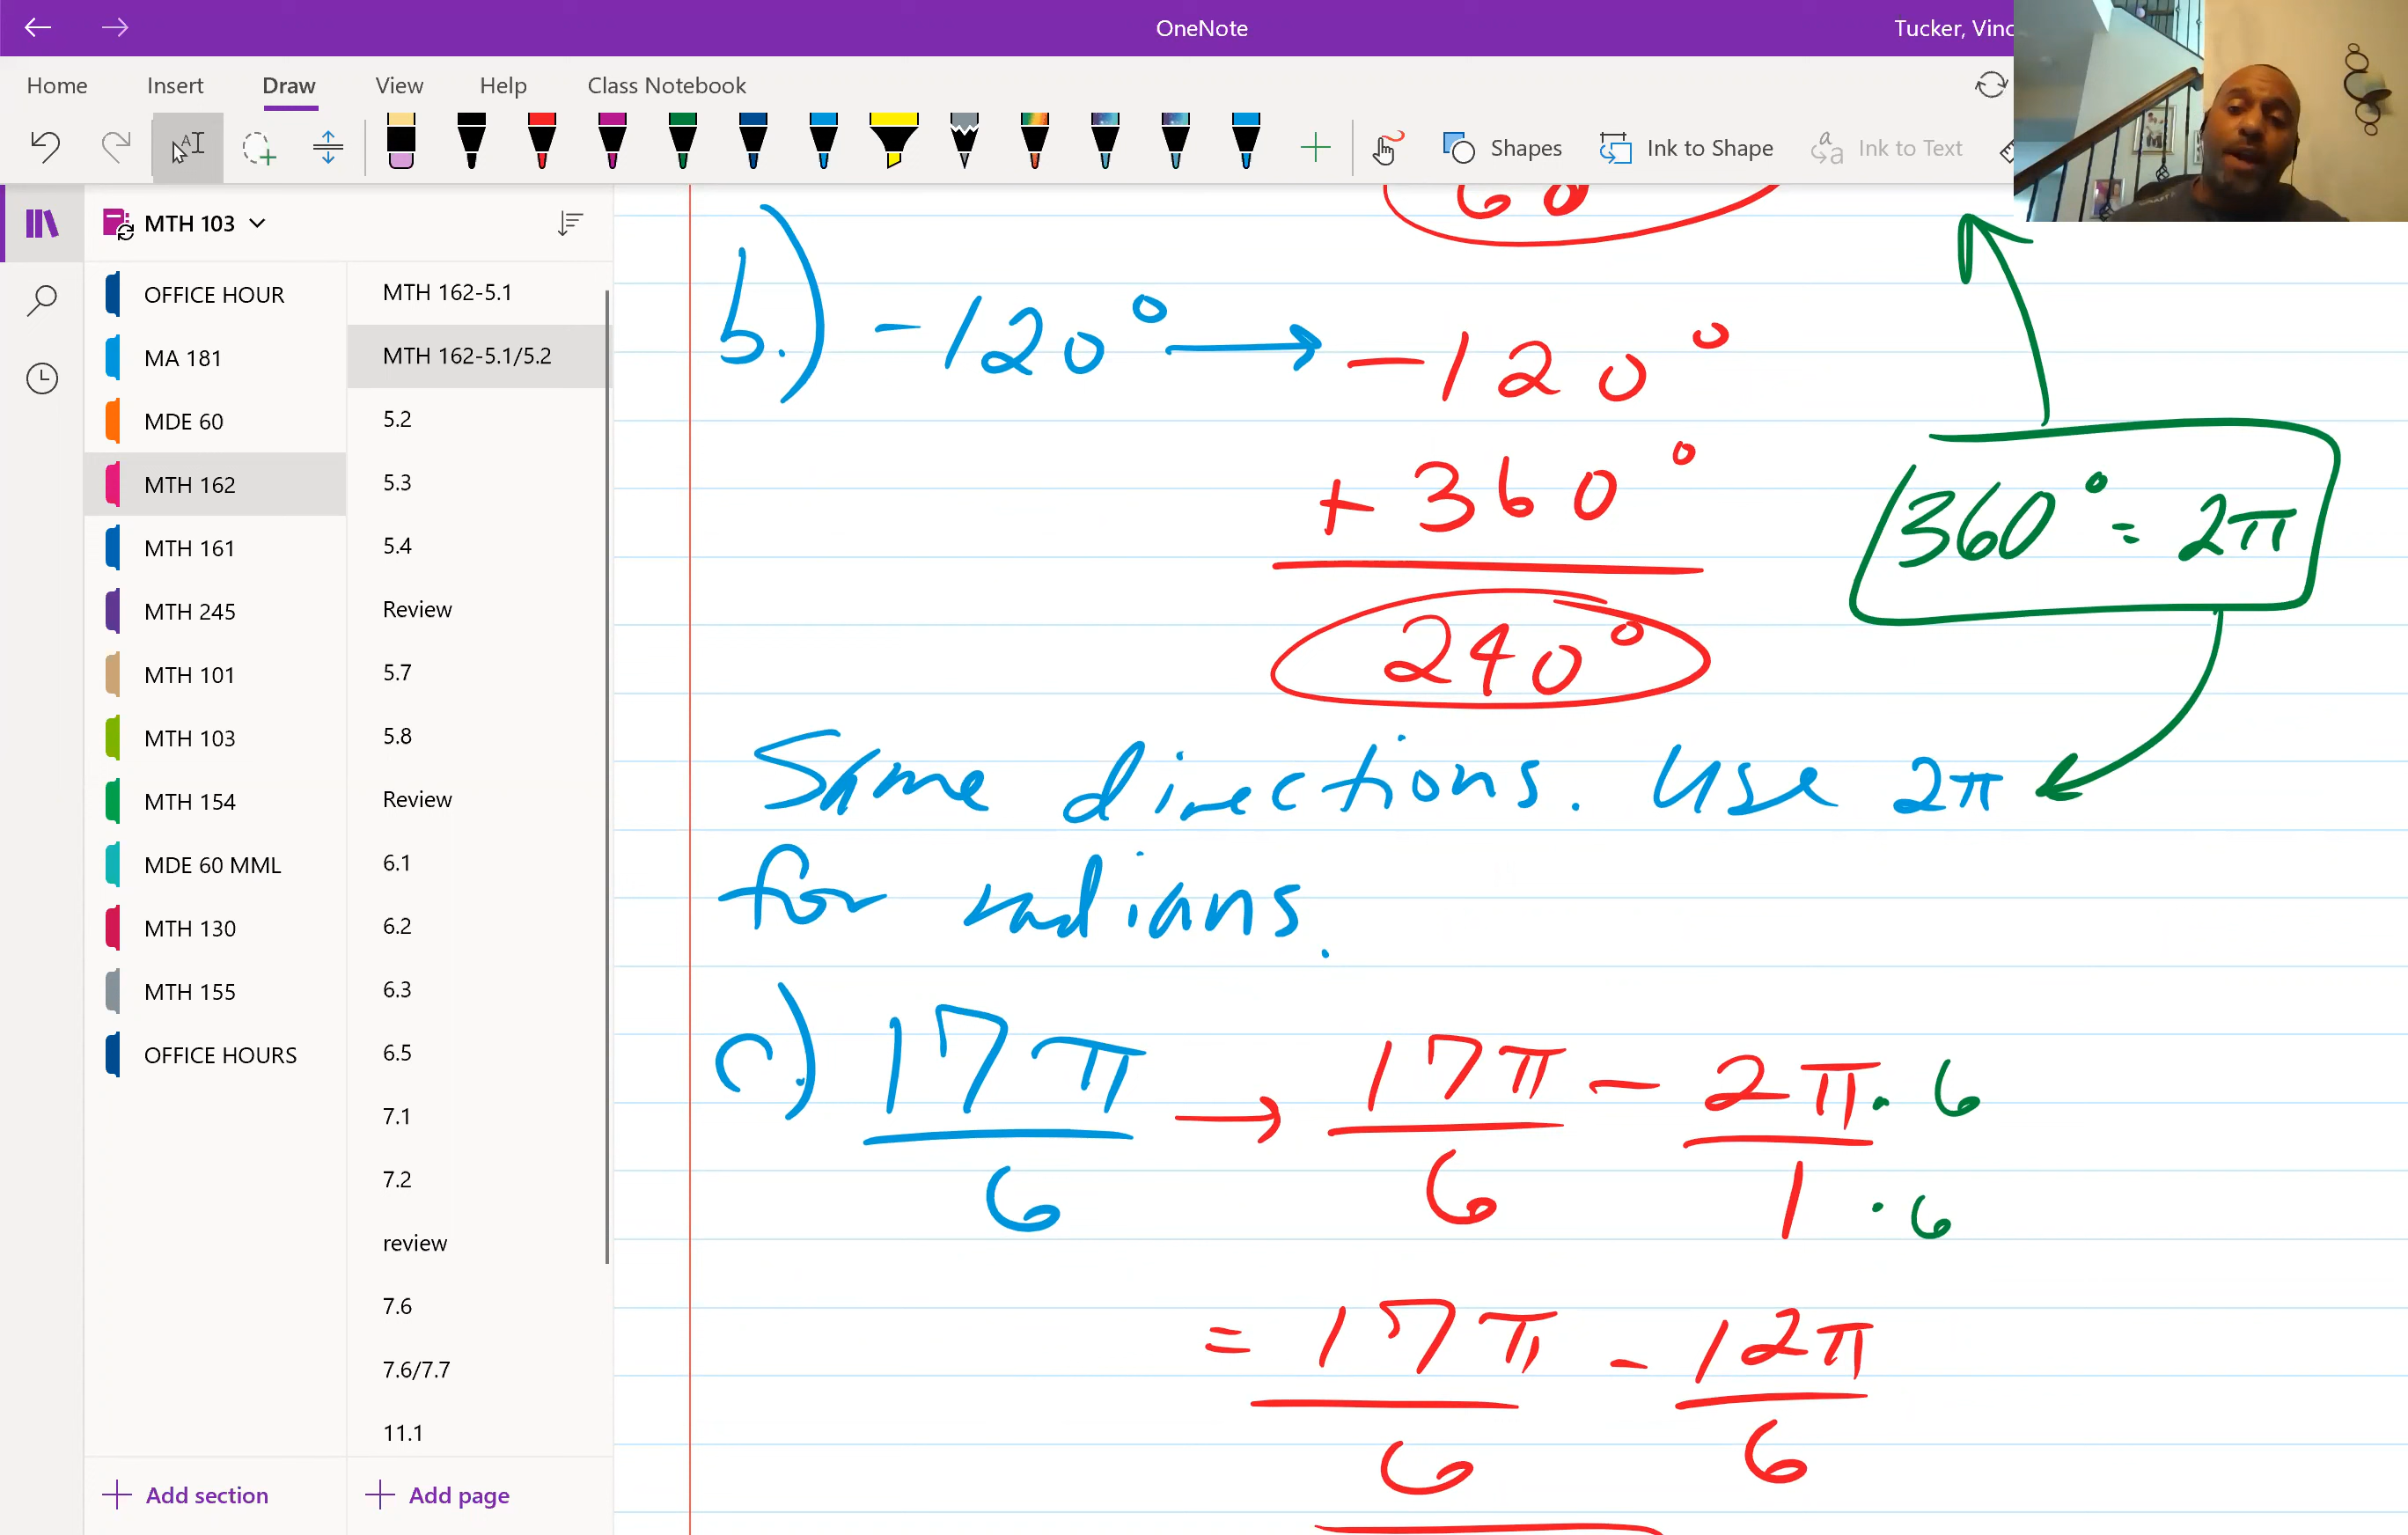 OneNote
Tucker, Vinc
Home Insert Draw View Help Class Notebook
Shapes Ink to Shape Ink to Text
MTH 103
OFFICE HOUR
MA 181
MDE 60
MTH 162
MTH 161
MTH 245
MTH 101
MTH 103
MTH 154
MDE 60 MML
MTH 130
MTH 155
OFFICE HOURS
Add section
MTH 162-5.1
MTH 162-5.1/5.2
5.2
5.3
5.4
Review
5.7
5.8
Review
6.1
6.2
6.3
6.5
7.1
7.2
review
7.6
7.6/7.7
11.1
Add page
60
b.) -120° → -120°
+ 360°
240°
360° = 2π
Same directions. Use 2π
for radians.
c.) 17π/6 → 17π/6 - 2π/1 · 6 · 6
= 17π/6 - 12π/6